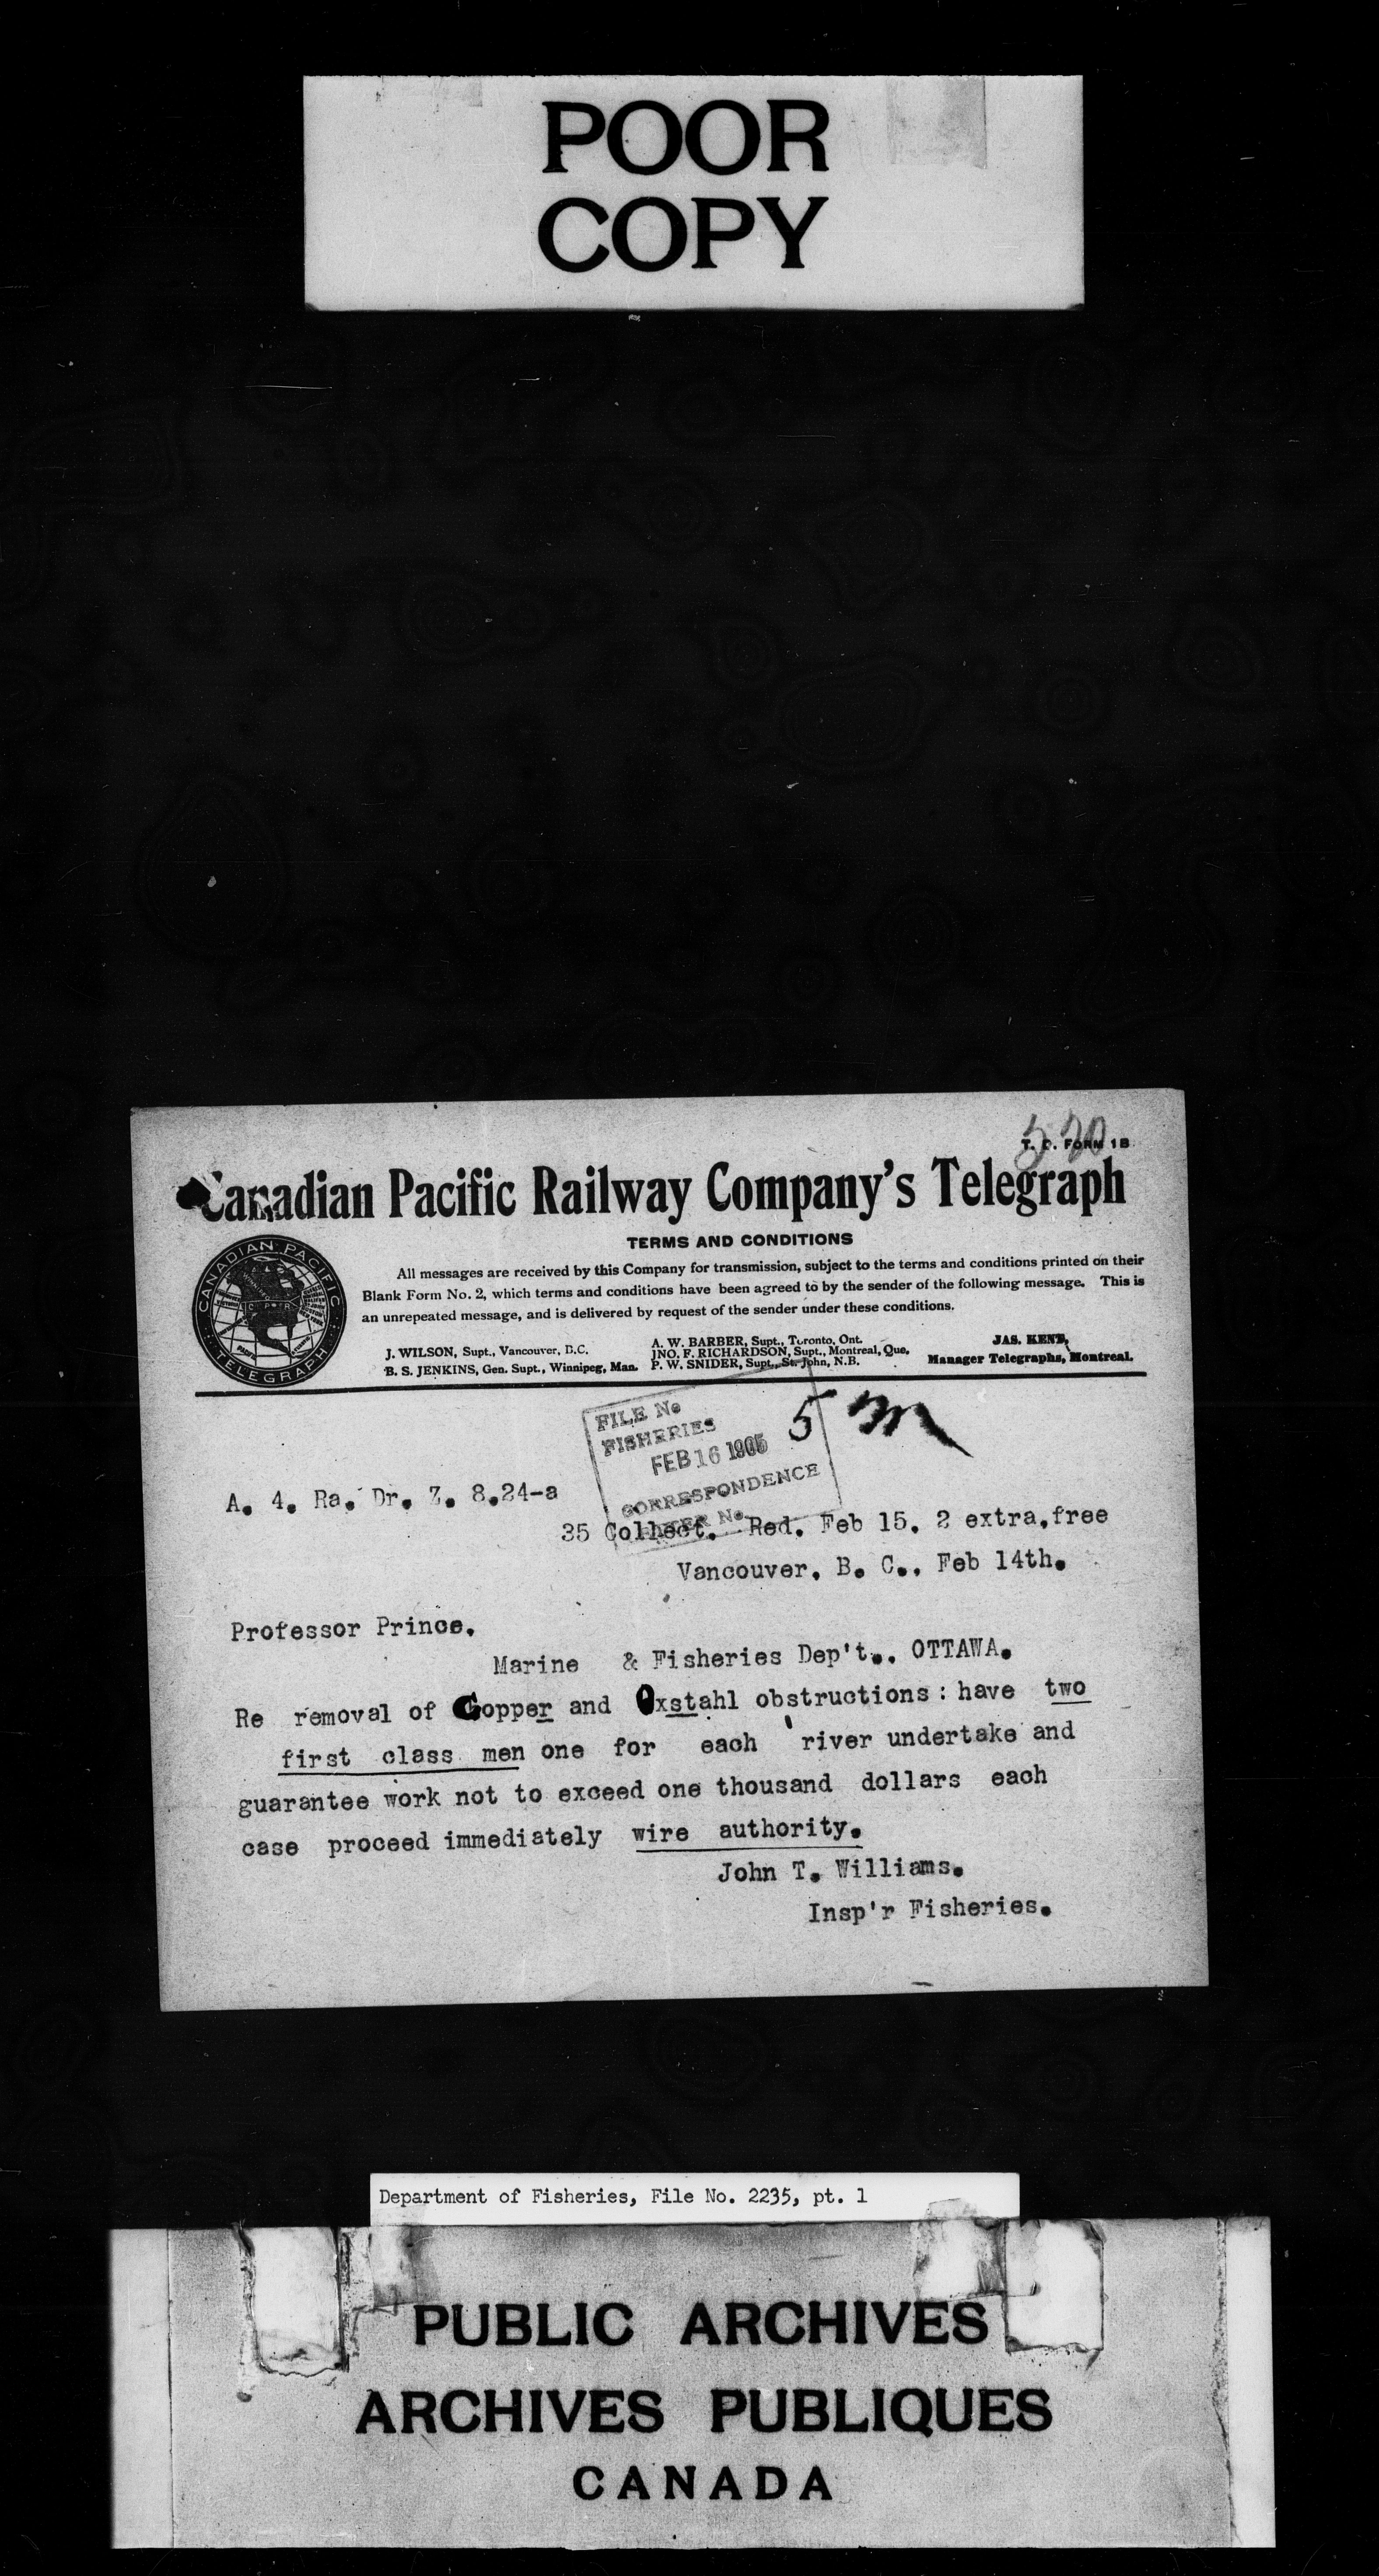 POOR
COPY
520
T. D. FORM 1 B
Canadian Pacific Railway Company's Telegraph
TERMS AND CONDITIONS
CANADIAN PACIFIC
TELEGRAPH
All messages are received by this Company for transmission, subject to the terms and conditions printed on their
Blank Form No. 2, which terms and conditions have been agreed to by the sender of the following message. This is
an unrepeated message, and is delivered by request of the sender under these conditions.
J. WILSON, Supt., Vancouver, B.C.
B. S. JENKINS, Gen. Supt., Winnipeg, Man.
A. W. BARBER, Supt., Toronto, Ont.
JNO. F. RICHARDSON, Supt., Montreal, Que.
P. W. SNIDER, Supt., St. John, N.B.
JAS. KENT,
Manager Telegraphs, Montreal.
FILE No
FISHERIES
FEB 16 1905
CORRESPONDENCE
No
5
A. 4. Ra. Dr. Z. 8.24-a
35 Collect. Red. Feb 15. 2 extra.free
Vancouver. B. C.. Feb 14th.
Professor Prince.
Marine & Fisheries Dep't.. OTTAWA.
Re removal of Copper and Oxstahl obstructions: have two
first class men one for each river undertake and
guarantee work not to exceed one thousand dollars each
case proceed immediately wire authority.
John T. Williams.
Insp'r Fisheries.
Department of Fisheries, File No. 2235, pt. 1
PUBLIC ARCHIVES
ARCHIVES PUBLIQUES
CANADA